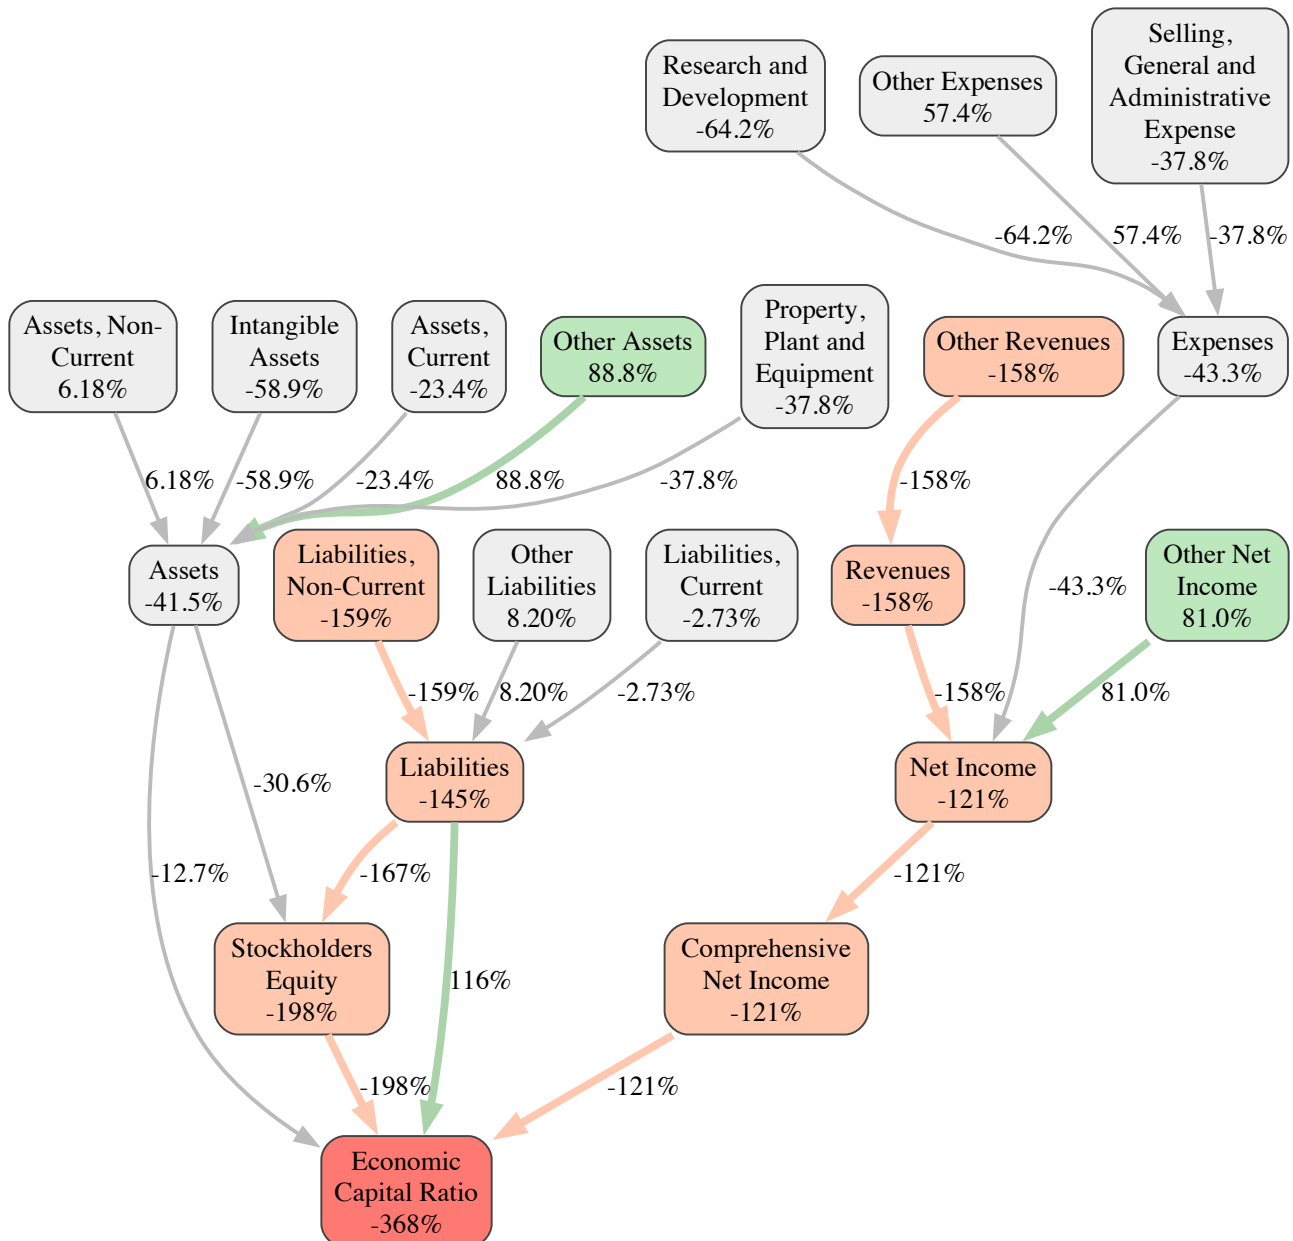 Research and
Development
-64.2%
Other Expenses
57.4%
Selling,
General and
Administrative
Expense
-37.8%
-64.2%
57.4%
-37.8%
Assets, Non-
Current
6.18%
Intangible
Assets
-58.9%
Assets,
Current
-23.4%
Other Assets
88.8%
Property,
Plant and
Equipment
-37.8%
Other Revenues
-158%
Expenses
-43.3%
6.18%
-58.9%
-23.4%
88.8%
-37.8%
-158%
Assets
-41.5%
Liabilities,
Non-Current
-159%
Other
Liabilities
8.20%
Liabilities,
Current
-2.73%
Revenues
-158%
-43.3%
Other Net
Income
81.0%
-159%
8.20%
-2.73%
-158%
81.0%
-30.6%
Liabilities
-145%
Net Income
-121%
-12.7%
-167%
-121%
Stockholders
Equity
-198%
116%
Comprehensive
Net Income
-121%
-198%
-121%
Economic
Capital Ratio
-368%